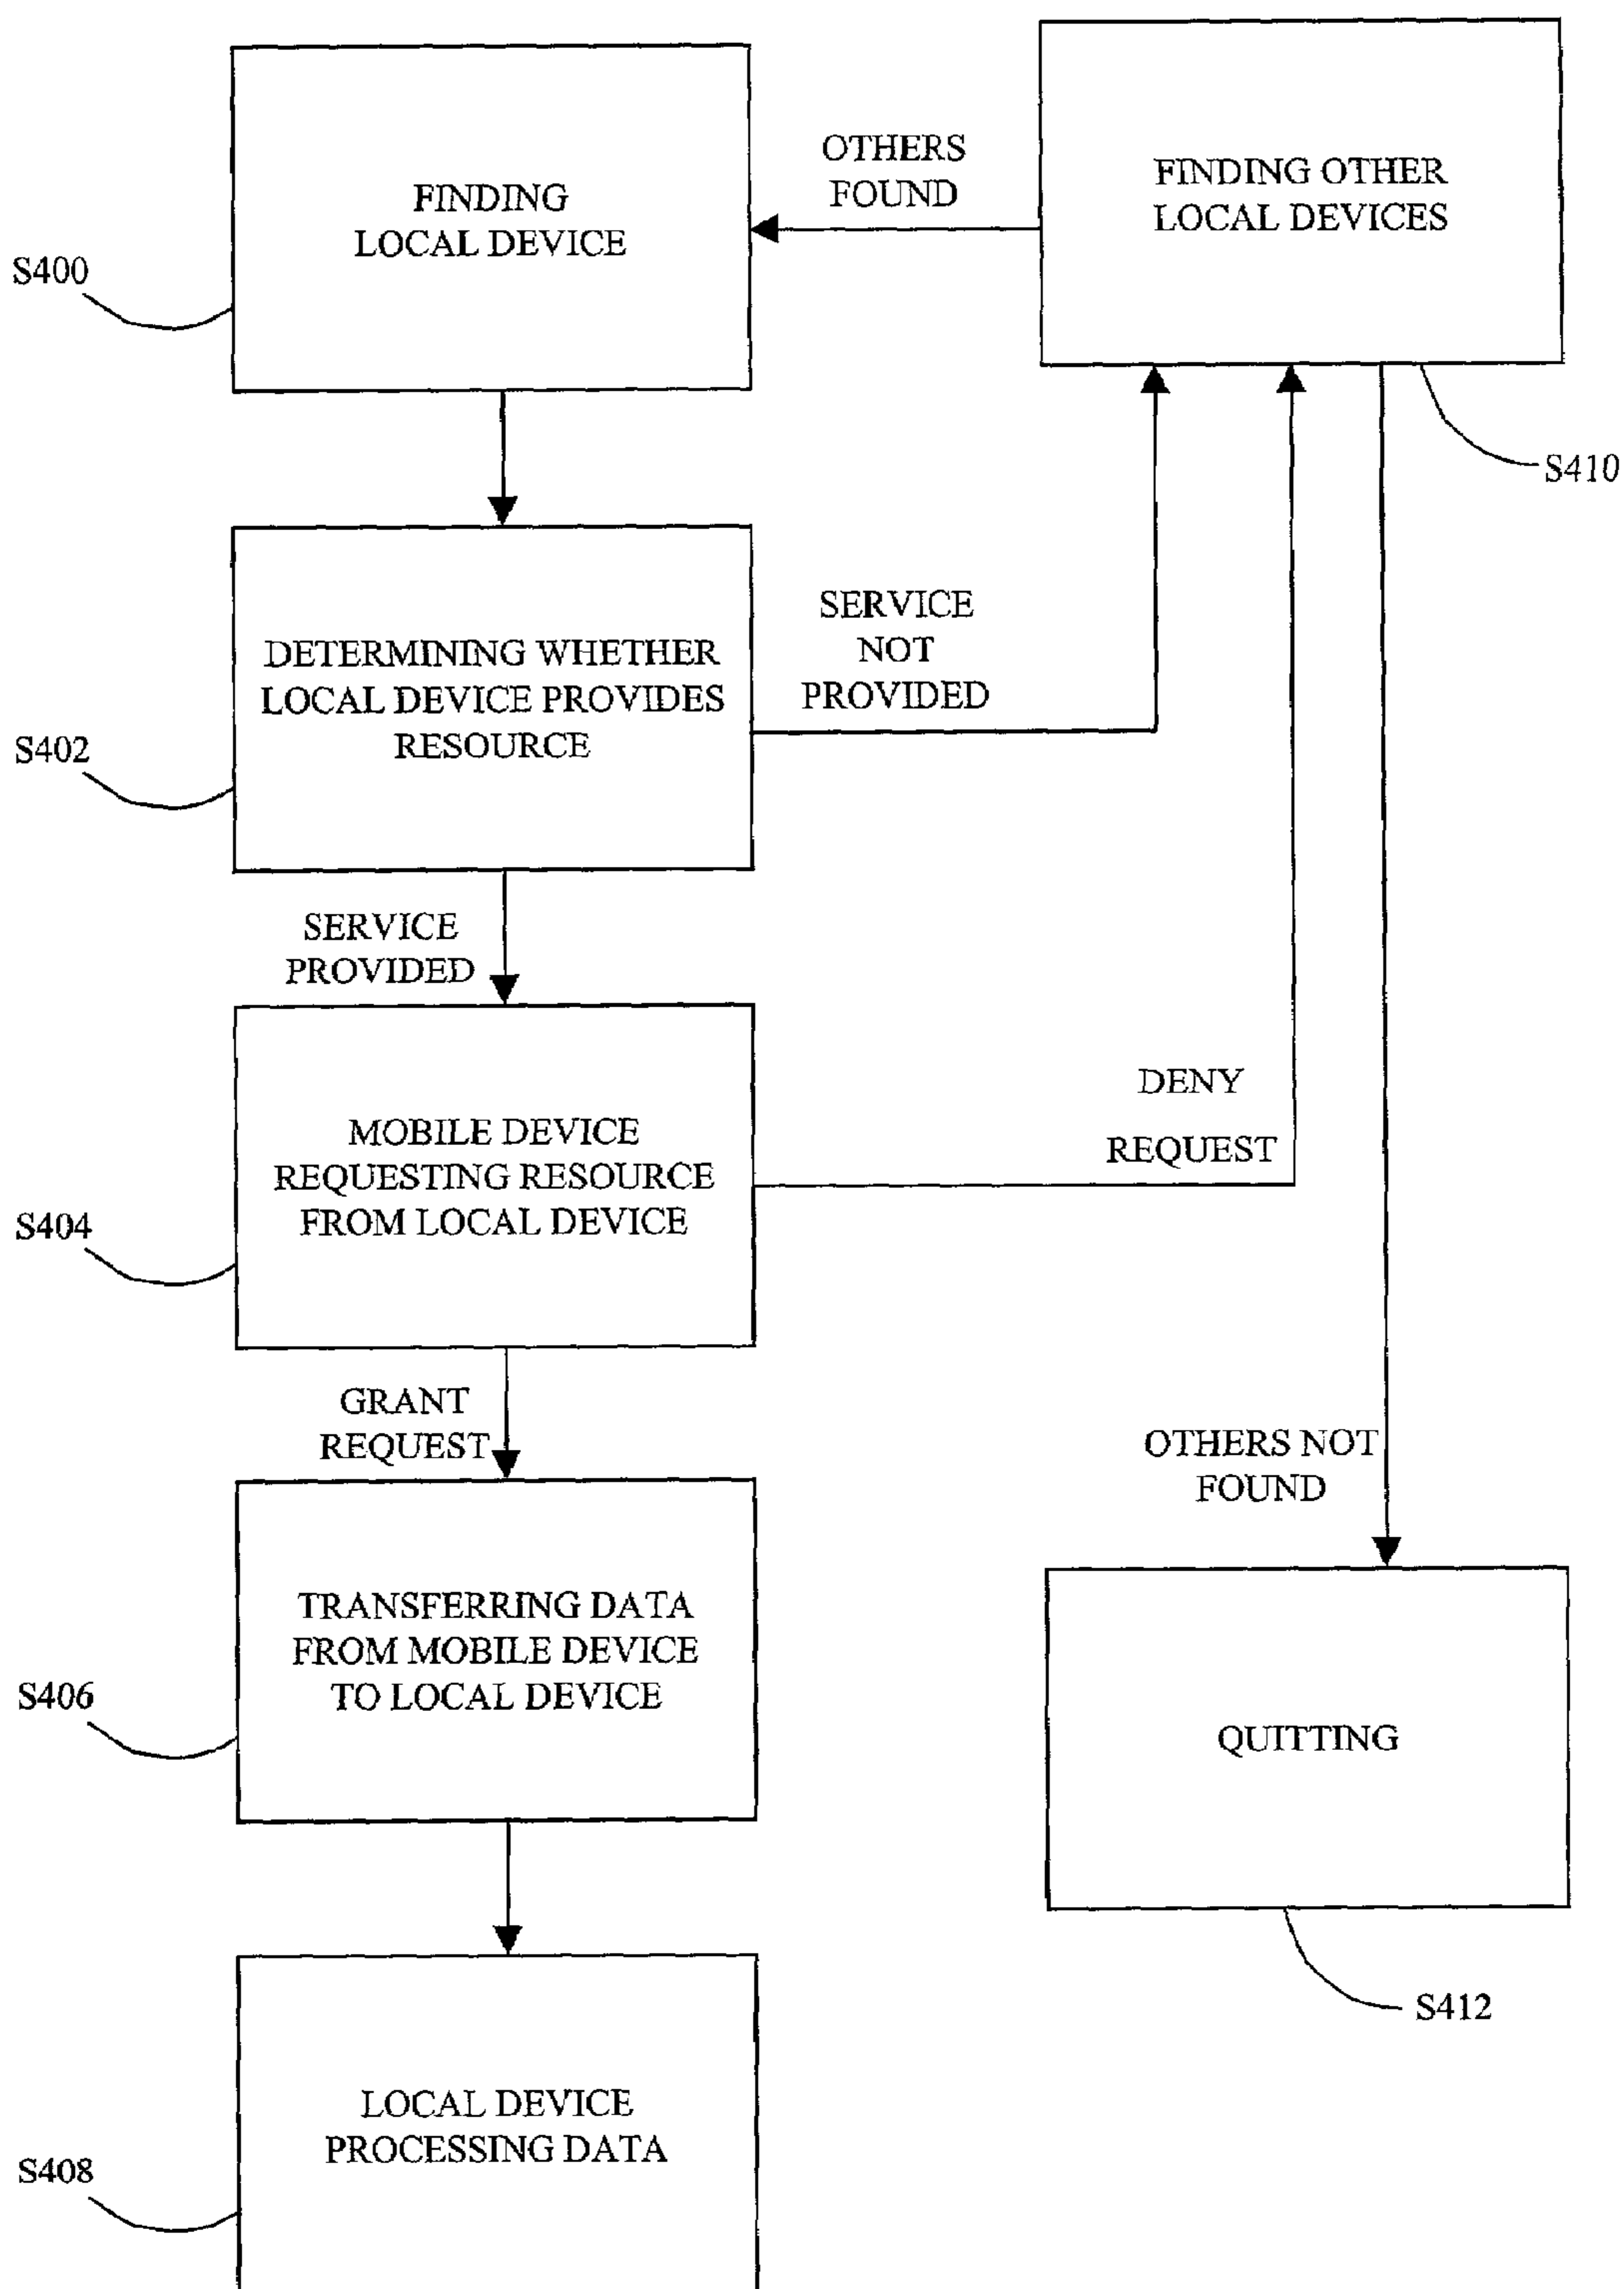 FINDING
LOCAL DEVICE
S400
OTHERS
FOUND
FINDING OTHER
LOCAL DEVICES
S410
DETERMINING WHETHER
LOCAL DEVICE PROVIDES
RESOURCE
S402
SERVICE
NOT
PROVIDED
SERVICE
PROVIDED
MOBILE DEVICE
REQUESTING RESOURCE
FROM LOCAL DEVICE
S404
DENY
REQUEST
GRANT
REQUEST
OTHERS NOT
FOUND
TRANSFERRING DATA
FROM MOBILE DEVICE
TO LOCAL DEVICE
S406
QUITTING
S412
LOCAL DEVICE
PROCESSING DATA
S408